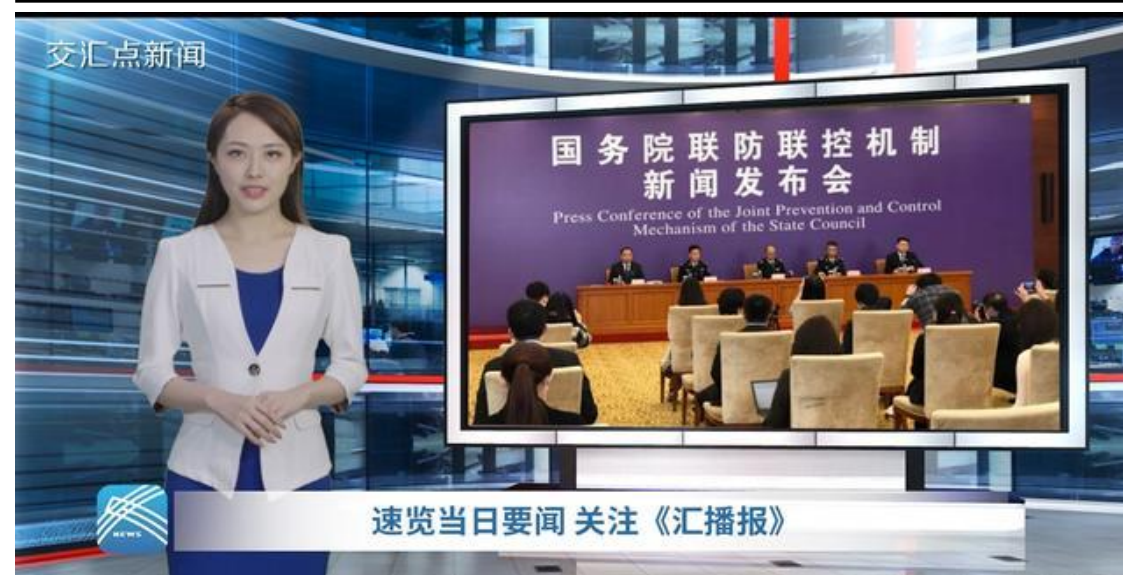 交汇点新闻
国务院联防联控机制
新闻发布会
Press Conference of the Joint Prevention and Control
Mechanism of the State Council
NEWS
速览当日要闻 关注《汇播报》